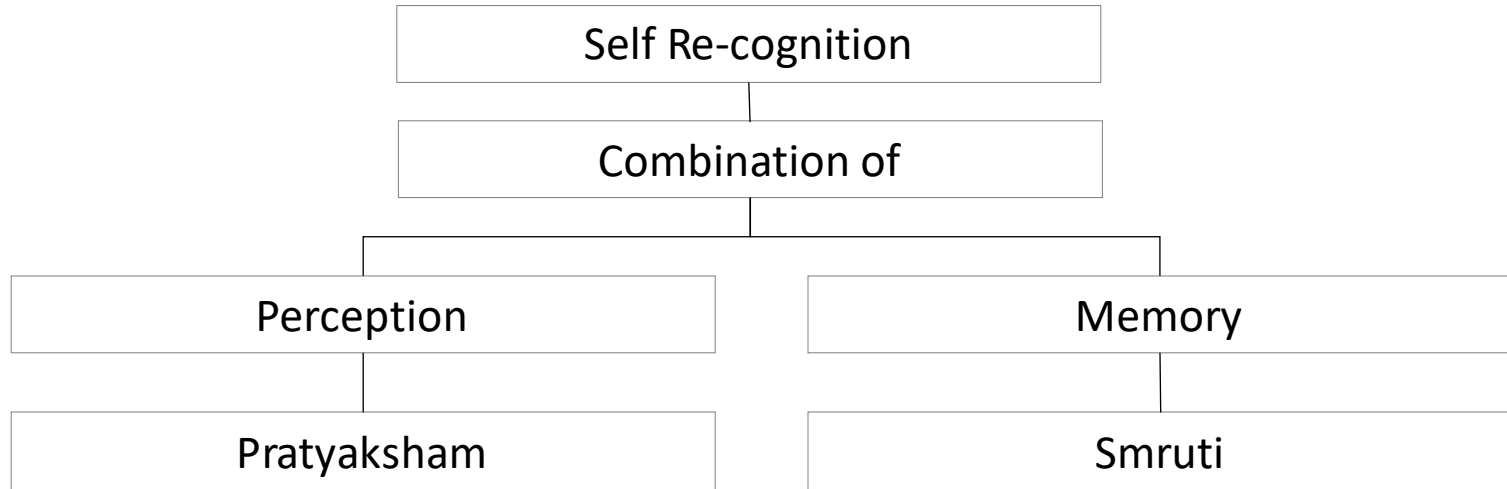 Self Re-cognition
Combination of
Perception
Memory
Pratyaksham
Smruti